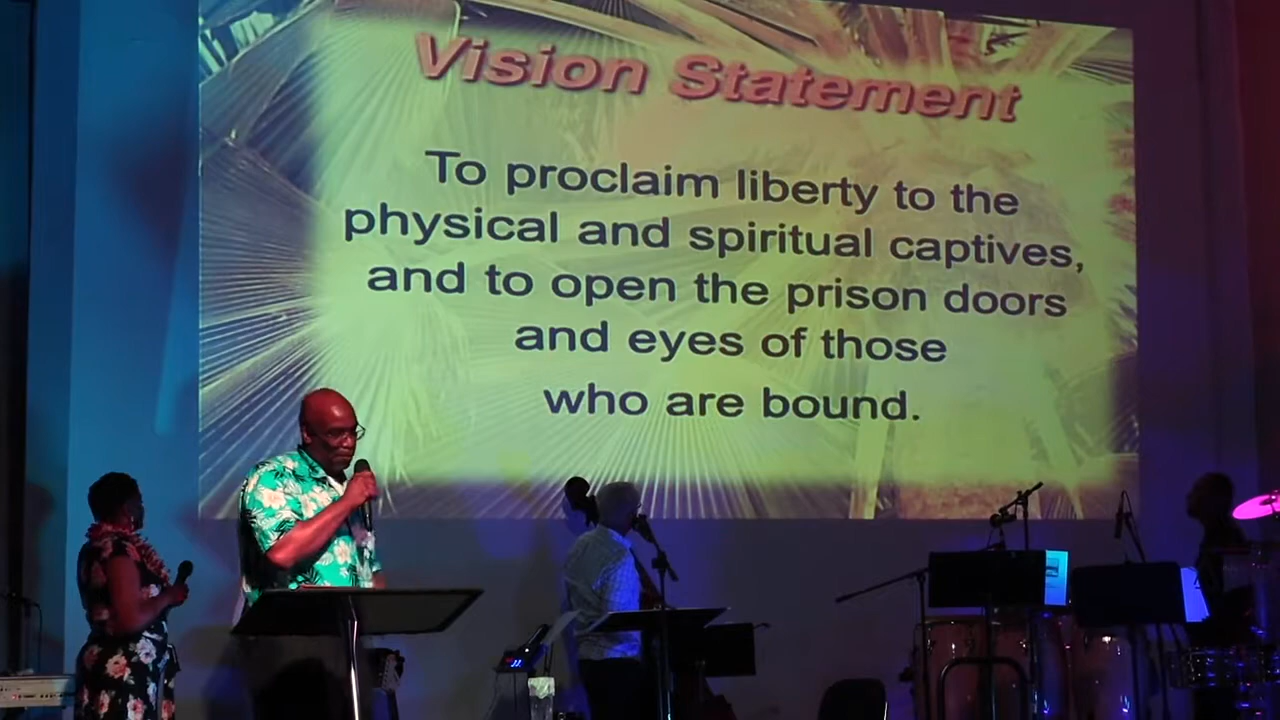 Vision Statement
To proclaim liberty to the
physical and spiritual captives,
and to open the prison doors
and eyes of those
who are bound.